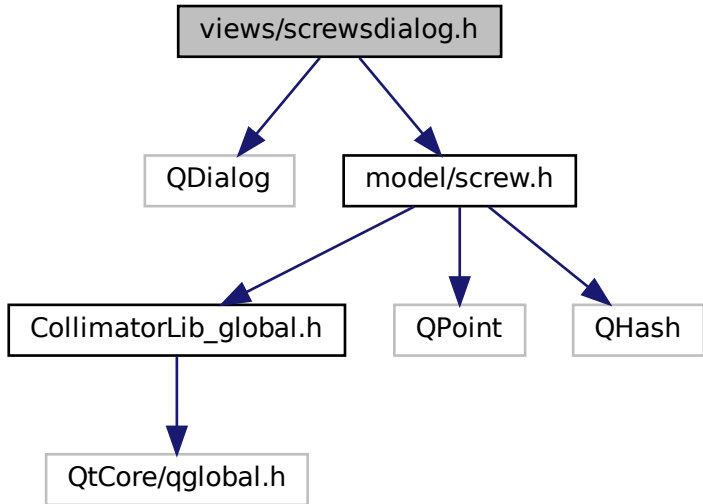 views/screwsdialog.h
QDialog
model/screw.h
CollimatorLib_global.h
QPoint
QHash
QtCore/qglobal.h